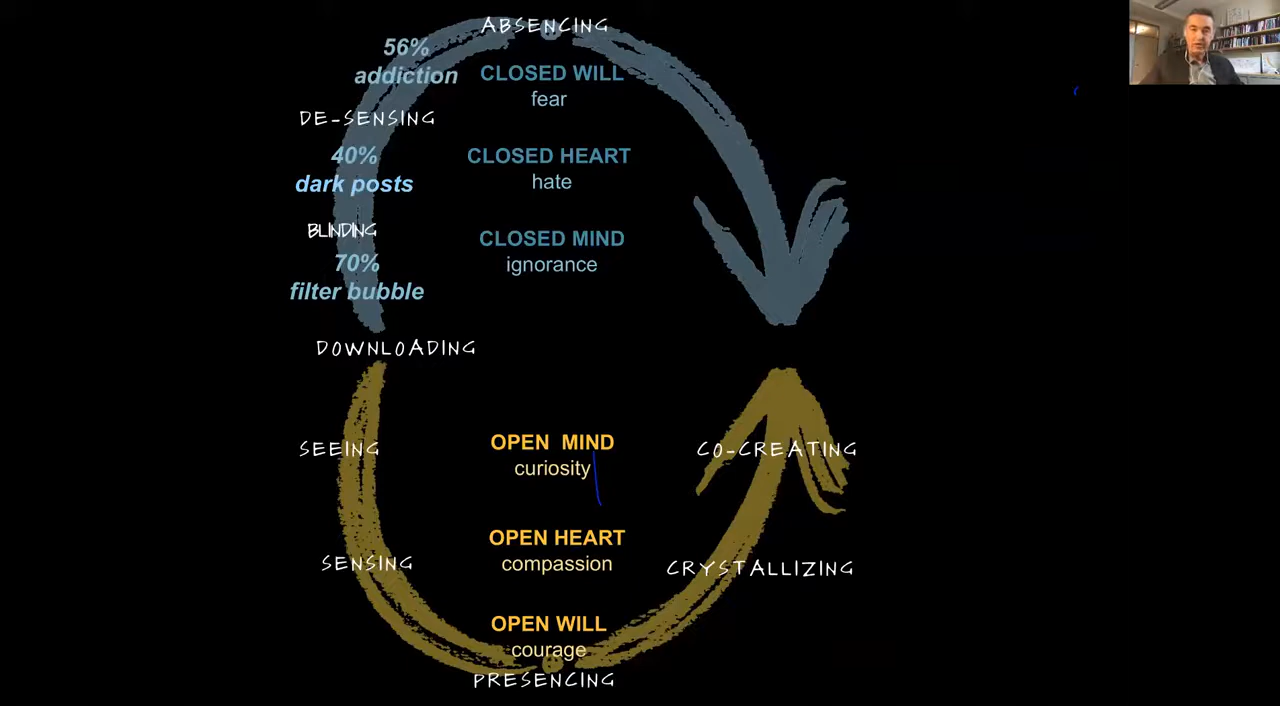 ABSENCING
56%
addiction
CLOSED WILL
fear
DE-SENSING
40%
dark posts
CLOSED HEART
hate
BLINDING
70%
filter bubble
CLOSED MIND
ignorance
DOWNLOADING
SEEING
OPEN MIND
curiosity
CO-CREATING
SENSING
OPEN HEART
compassion
CRYSTALLIZING
OPEN WILL
courage
PRESENCING